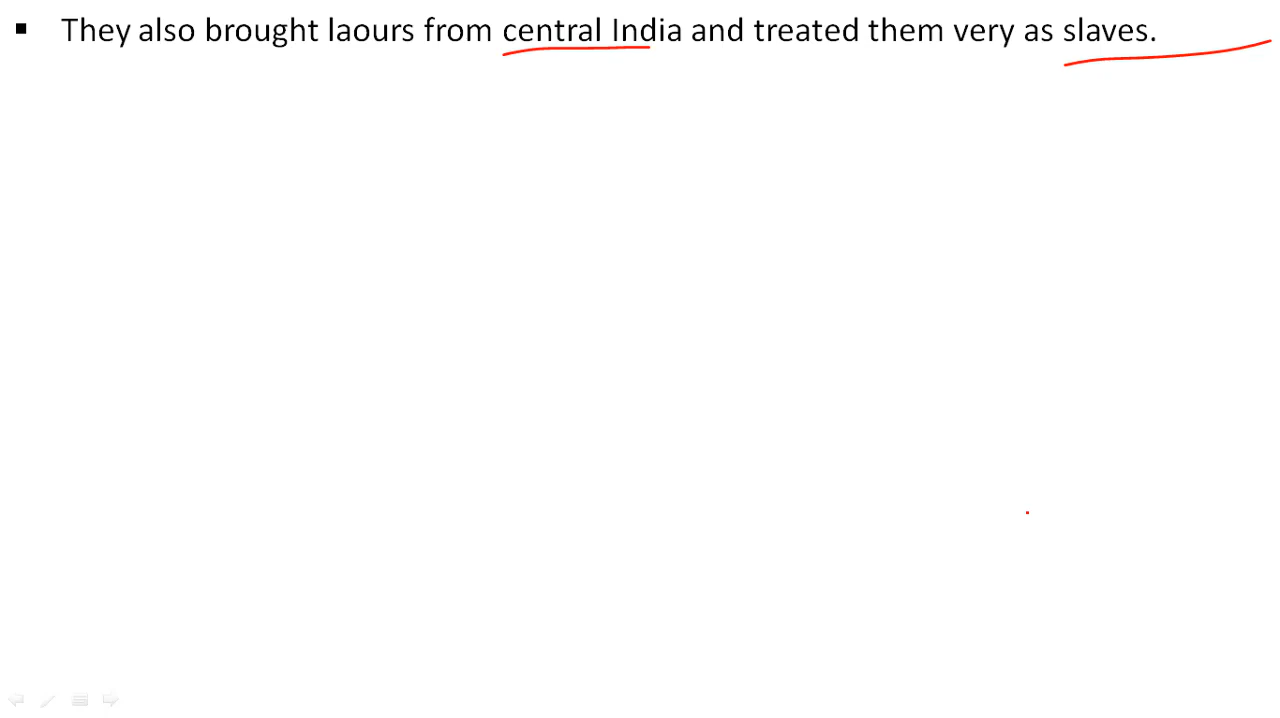 ▪ They also brought laours from central India and treated them very as slaves.